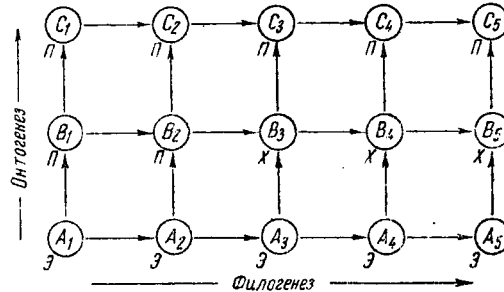 C1 C2 C3 C4 C5
П П П П П
B1 B2 B3 B4 B5
П П X X X
A1 A2 A3 A4 A5
Э Э Э Э Э
Онтогенез
Филогенез